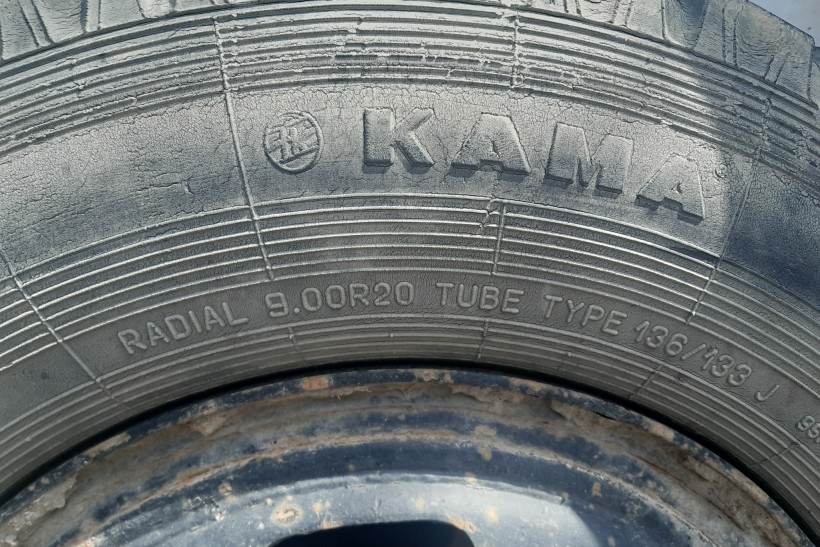 KAMA
RADIAL 9.00R20 TUBE TYPE 136/133 J